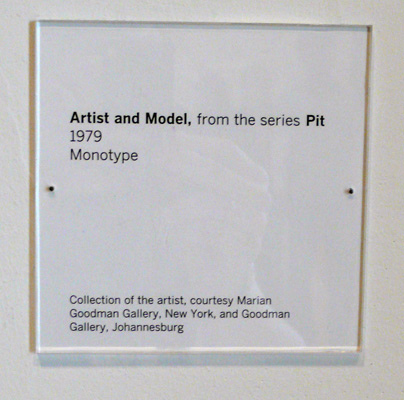 Artist and Model, from the series Pit
1979
Monotype
Collection of the artist, courtesy Marian
Goodman Gallery, New York, and Goodman
Gallery, Johannesburg